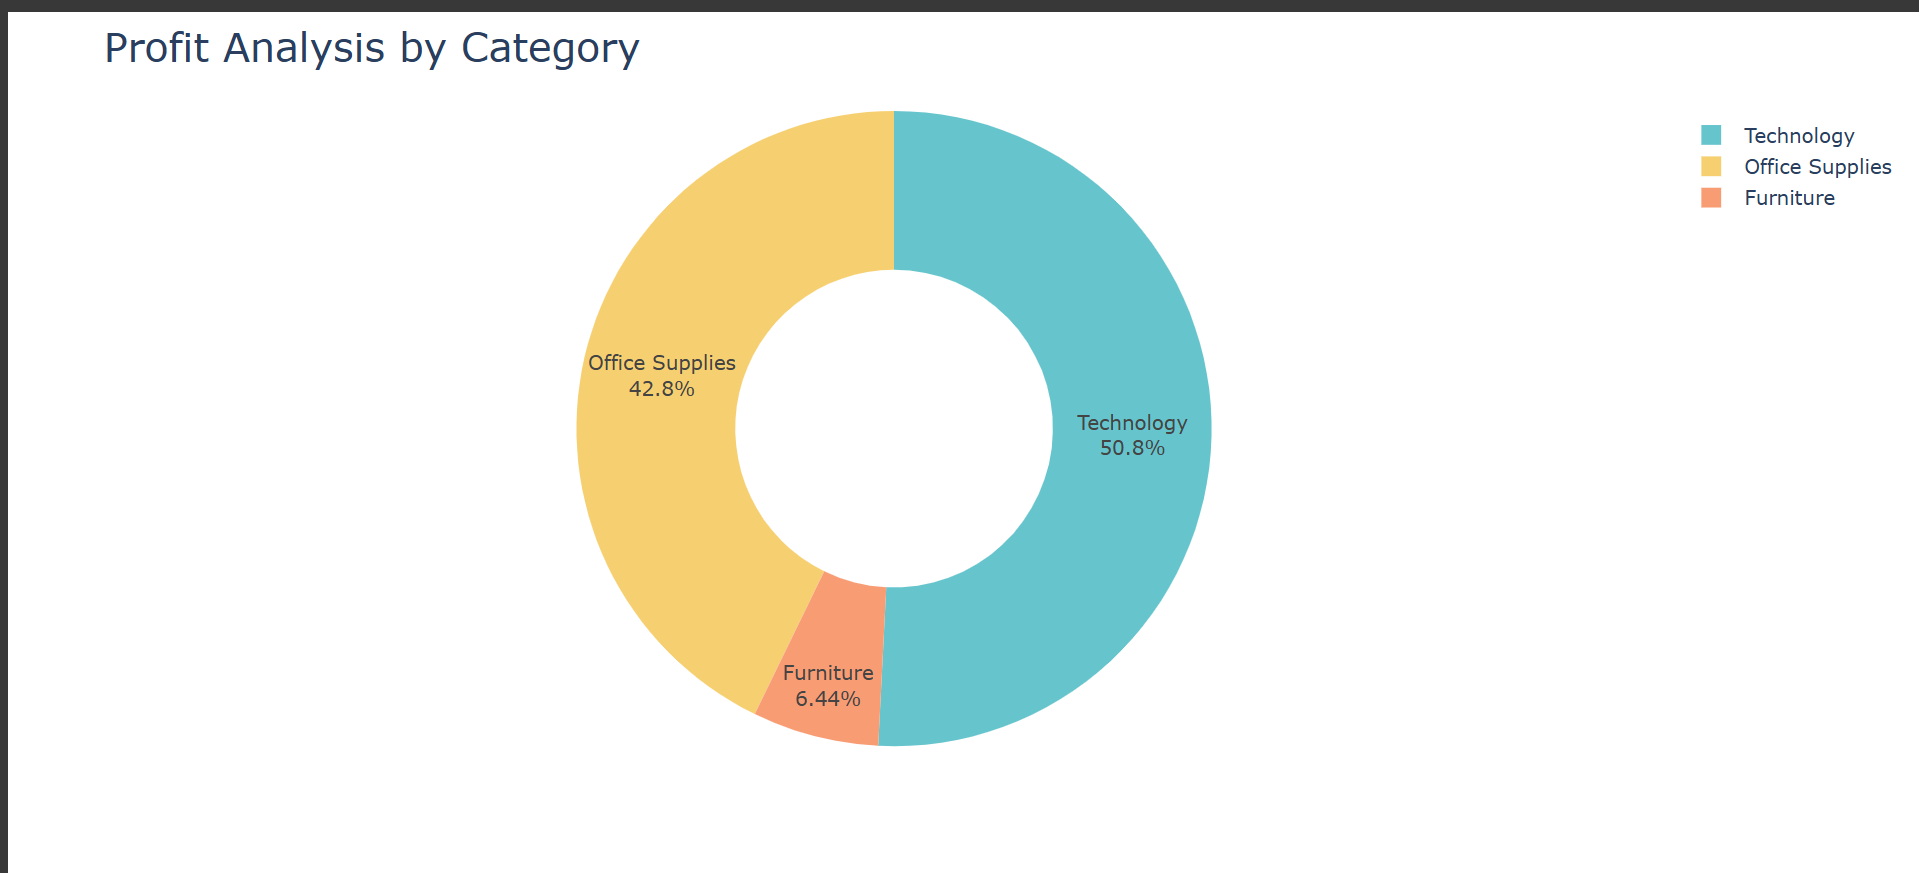 Profit Analysis by Category
Technology
Office Supplies
Furniture
Office Supplies
42.8%
Technology
50.8%
Furniture
6.44%